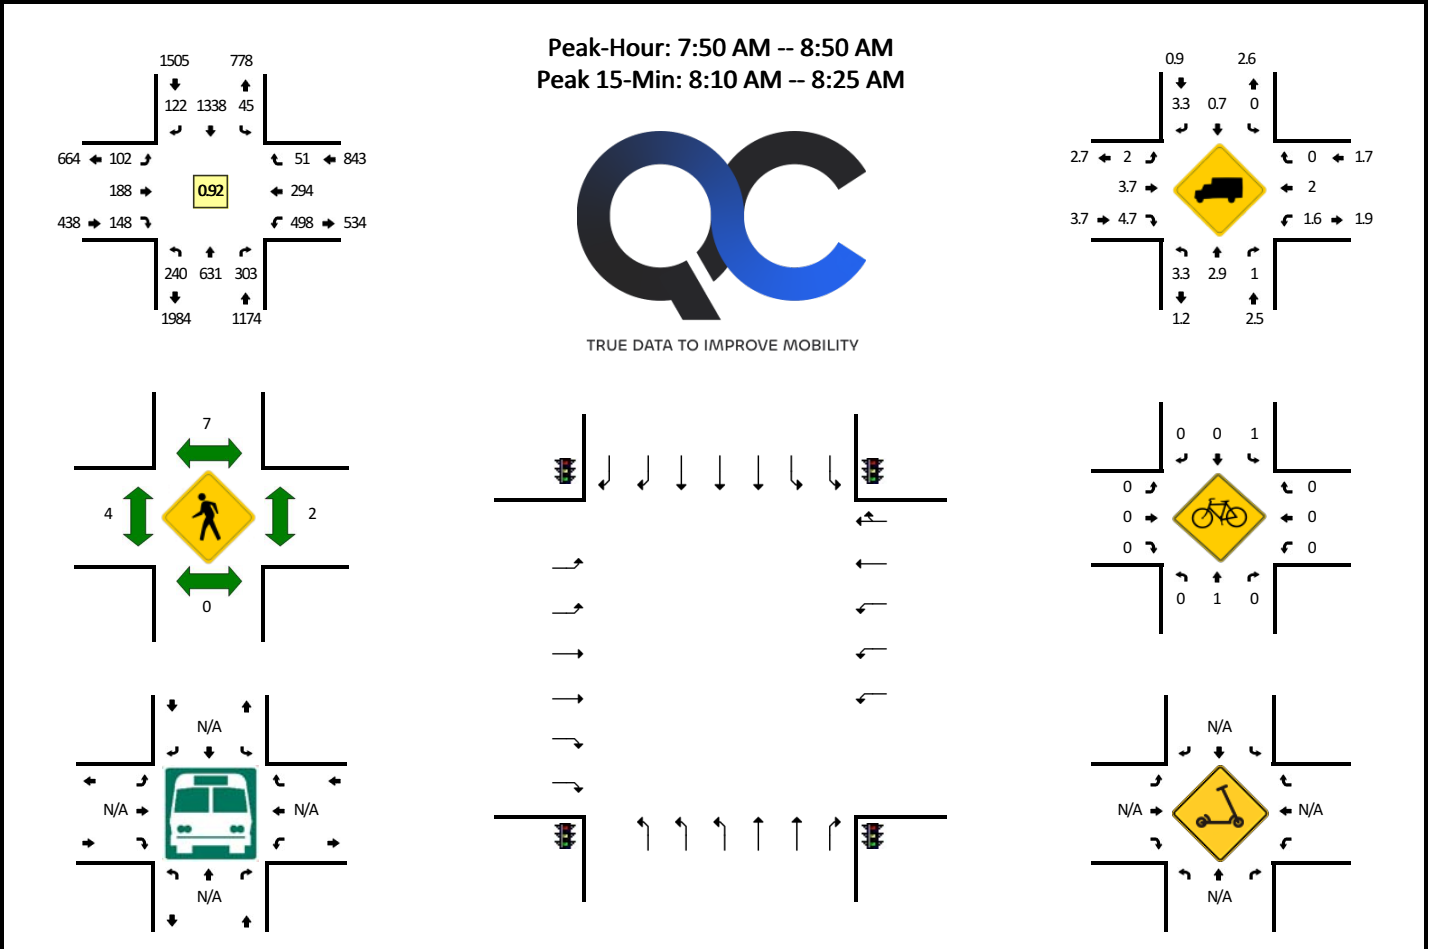 Peak-Hour: 7:50 AM -- 8:50 AM
Peak 15-Min: 8:10 AM -- 8:25 AM
1505 778
122 1338 45
664 102 51 843
188 0.92 294
438 148 498 534
240 631 303
1984 1174
QC
TRUE DATA TO IMPROVE MOBILITY
0.9 2.6
3.3 0.7 0
2.7 2 0 1.7
3.7 2
3.7 4.7 1.6 1.9
3.3 2.9 1
1.2 2.5
7
4 2
0
0 0 1
0 0
0 0
0 0
0 1 0
N/A
N/A N/A
N/A
N/A
N/A N/A
N/A